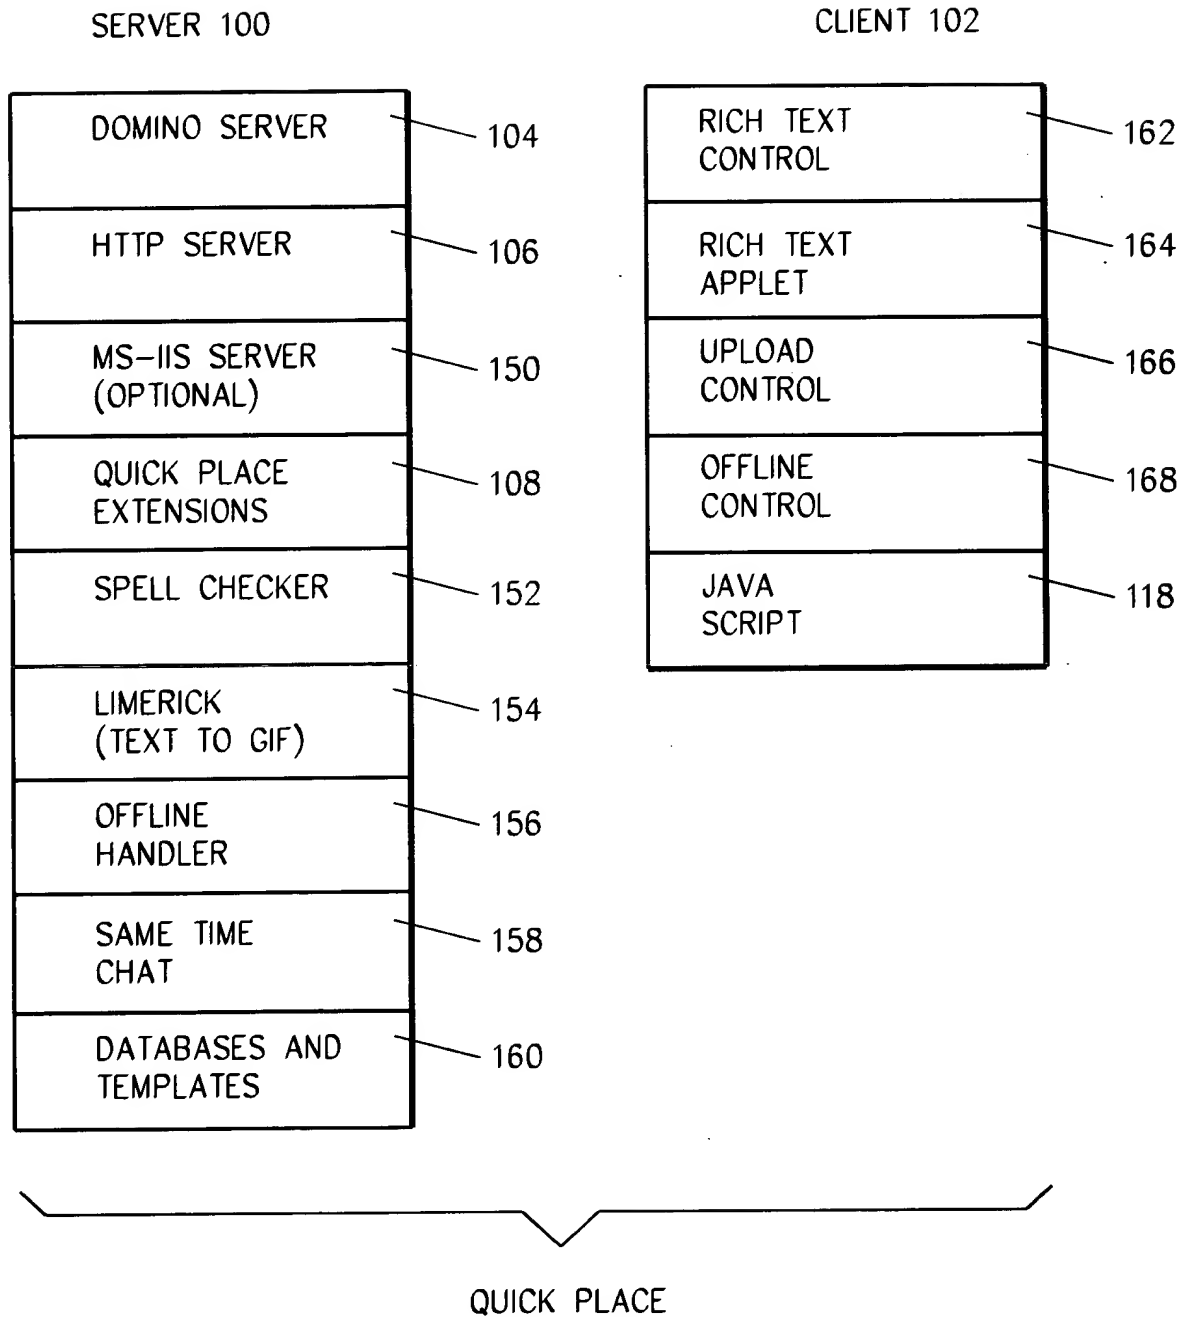 SERVER 100
DOMINO SERVER
104
HTTP SERVER
106
MS-IIS SERVER
(OPTIONAL)
150
QUICK PLACE
EXTENSIONS
108
SPELL CHECKER
152
LIMERICK
(TEXT TO GIF)
154
OFFLINE
HANDLER
156
SAME TIME
CHAT
158
DATABASES AND
TEMPLATES
160
CLIENT 102
RICH TEXT
CONTROL
162
RICH TEXT
APPLET
164
UPLOAD
CONTROL
166
OFFLINE
CONTROL
168
JAVA
SCRIPT
118
QUICK PLACE